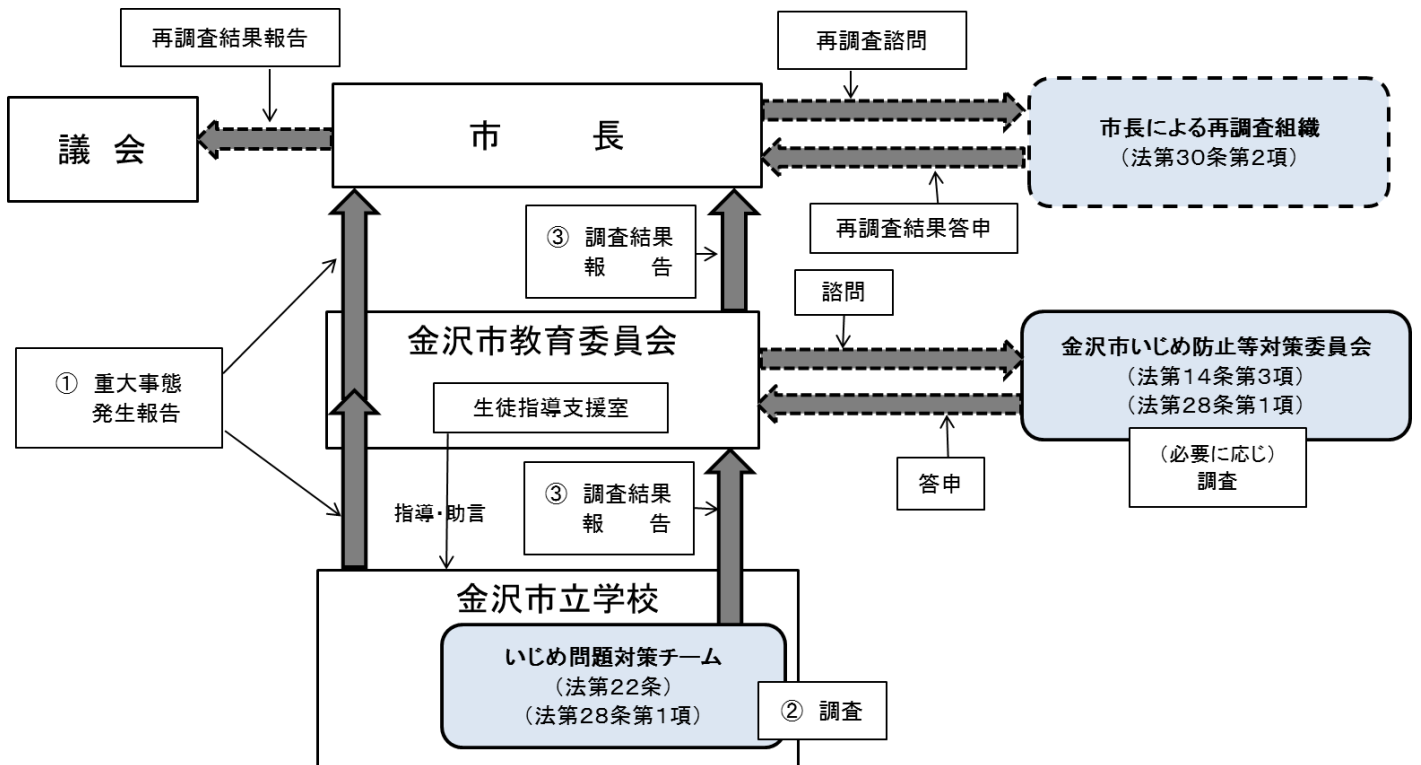 再調査結果報告
再調査諮問
議 会
市 長
市長による再調査組織
（法第30条第2項）
③ 調査結果
報 告
再調査結果答申
諮問
金沢市教育委員会
金沢市いじめ防止等対策委員会
（法第14条第3項）
（法第28条第1項）
① 重大事態
発生報告
生徒指導支援室
（必要に応じ）
調査
答申
指導・助言
③ 調査結果
報 告
金沢市立学校
いじめ問題対策チーム
（法第22条）
（法第28条第1項）
② 調査